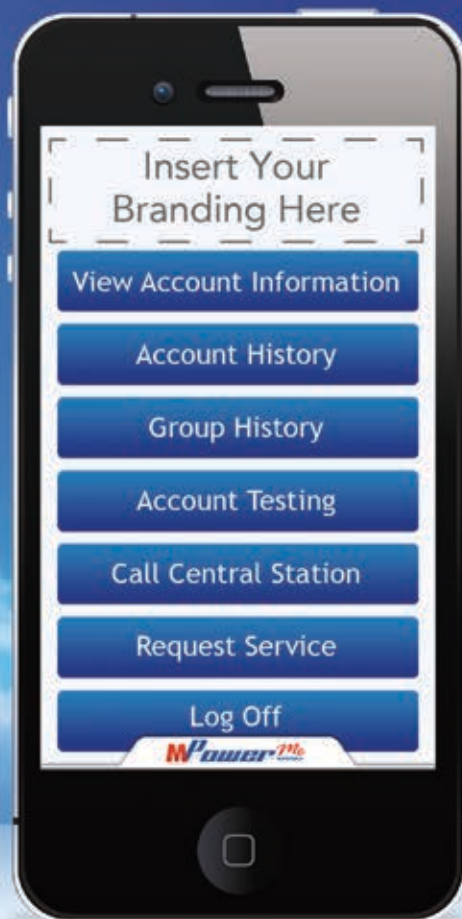 Insert Your
Branding Here
View Account Information
Account History
Group History
Account Testing
Call Central Station
Request Service
Log Off
MPower Me